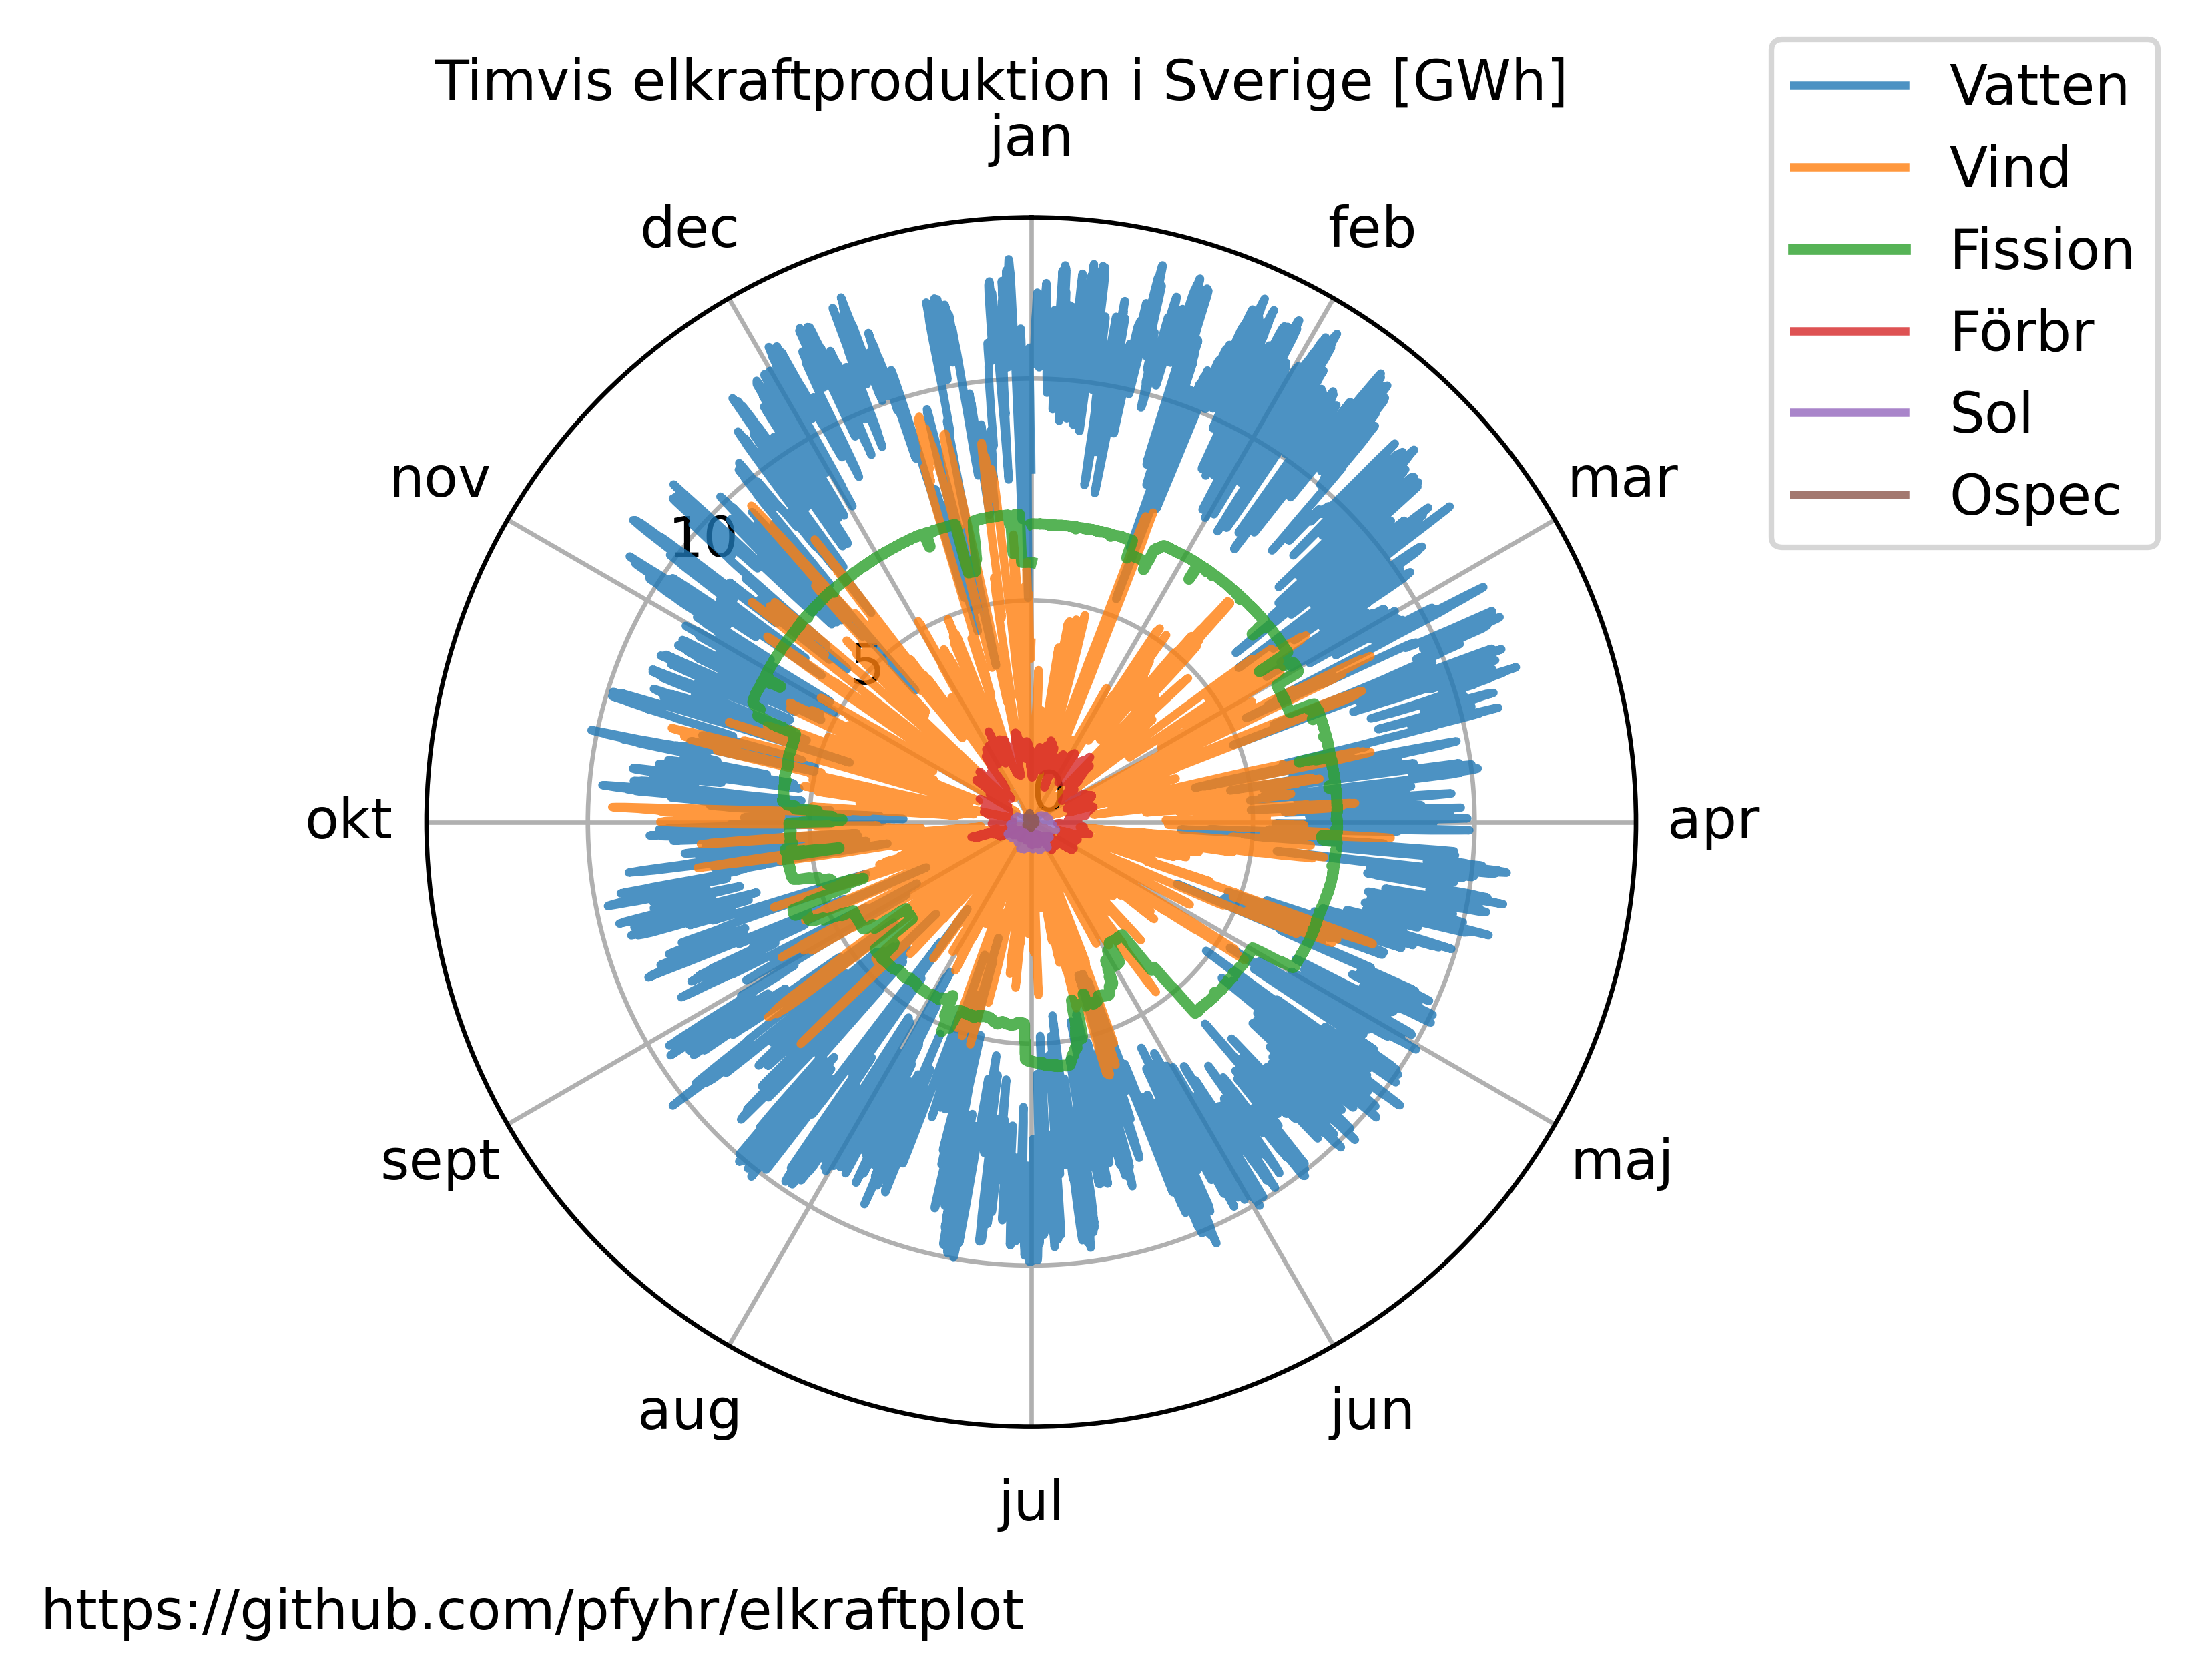 Timvis elkraftproduktion i Sverige [GWh]
jan
feb
mar
apr
maj
jun
jul
aug
sept
okt
nov
dec
10
5
0
Vatten
Vind
Fission
Förbr
Sol
Ospec
https://github.com/pfyhr/elkraftplot